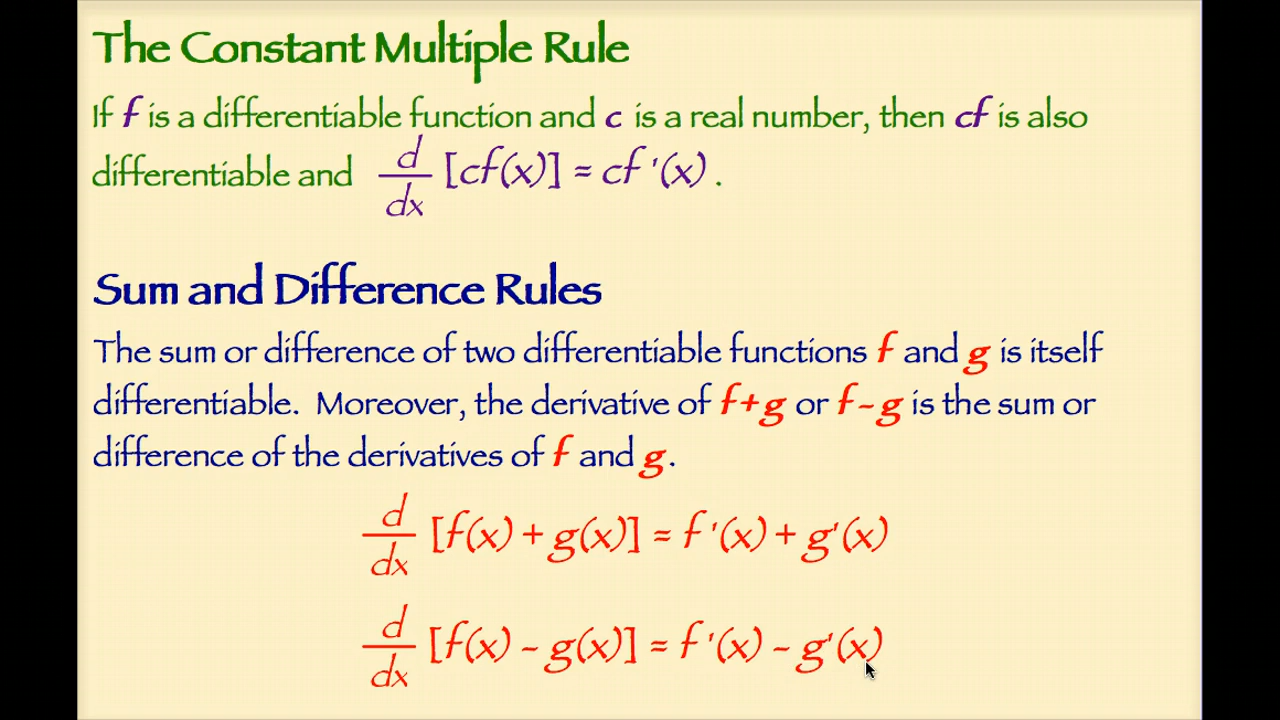 The Constant Multiple Rule
If f is a differentiable function and c is a real number, then cf is also
differentiable and d/dx [cf(x)] = cf '(x) .
Sum and Difference Rules
The sum or difference of two differentiable functions f and g is itself
differentiable. Moreover, the derivative of f+g or f-g is the sum or
difference of the derivatives of f and g.
d/dx [f(x) + g(x)] = f '(x) + g'(x)
d/dx [f(x) - g(x)] = f '(x) - g'(x)